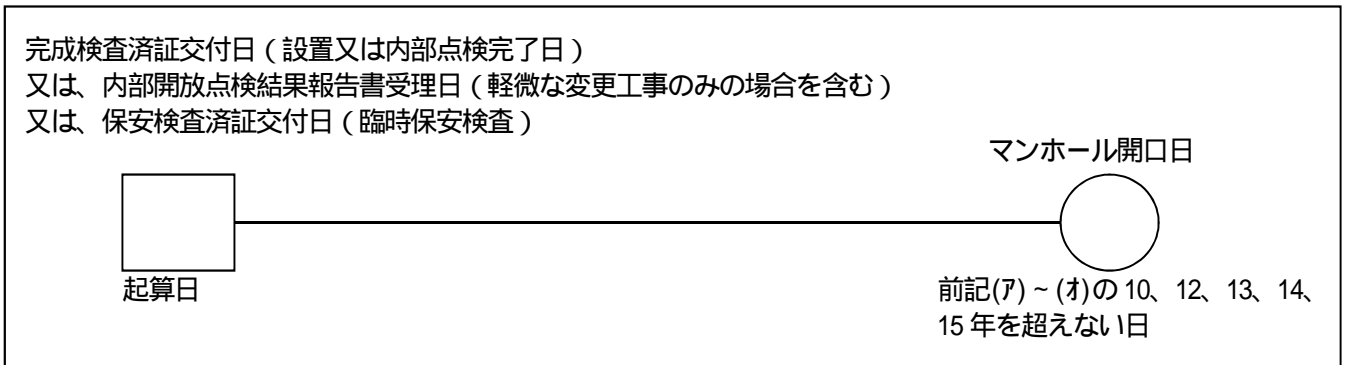 完成検査済証交付日（設置又は内部点検完了日）
又は、内部開放点検結果報告書受理日（軽微な変更工事のみの場合を含む）
又は、保安検査済証交付日（臨時保安検査）
マンホール開口日
起算日
前記(ｱ)～(ｵ)の 10、12、13、14、
15 年を超えない日